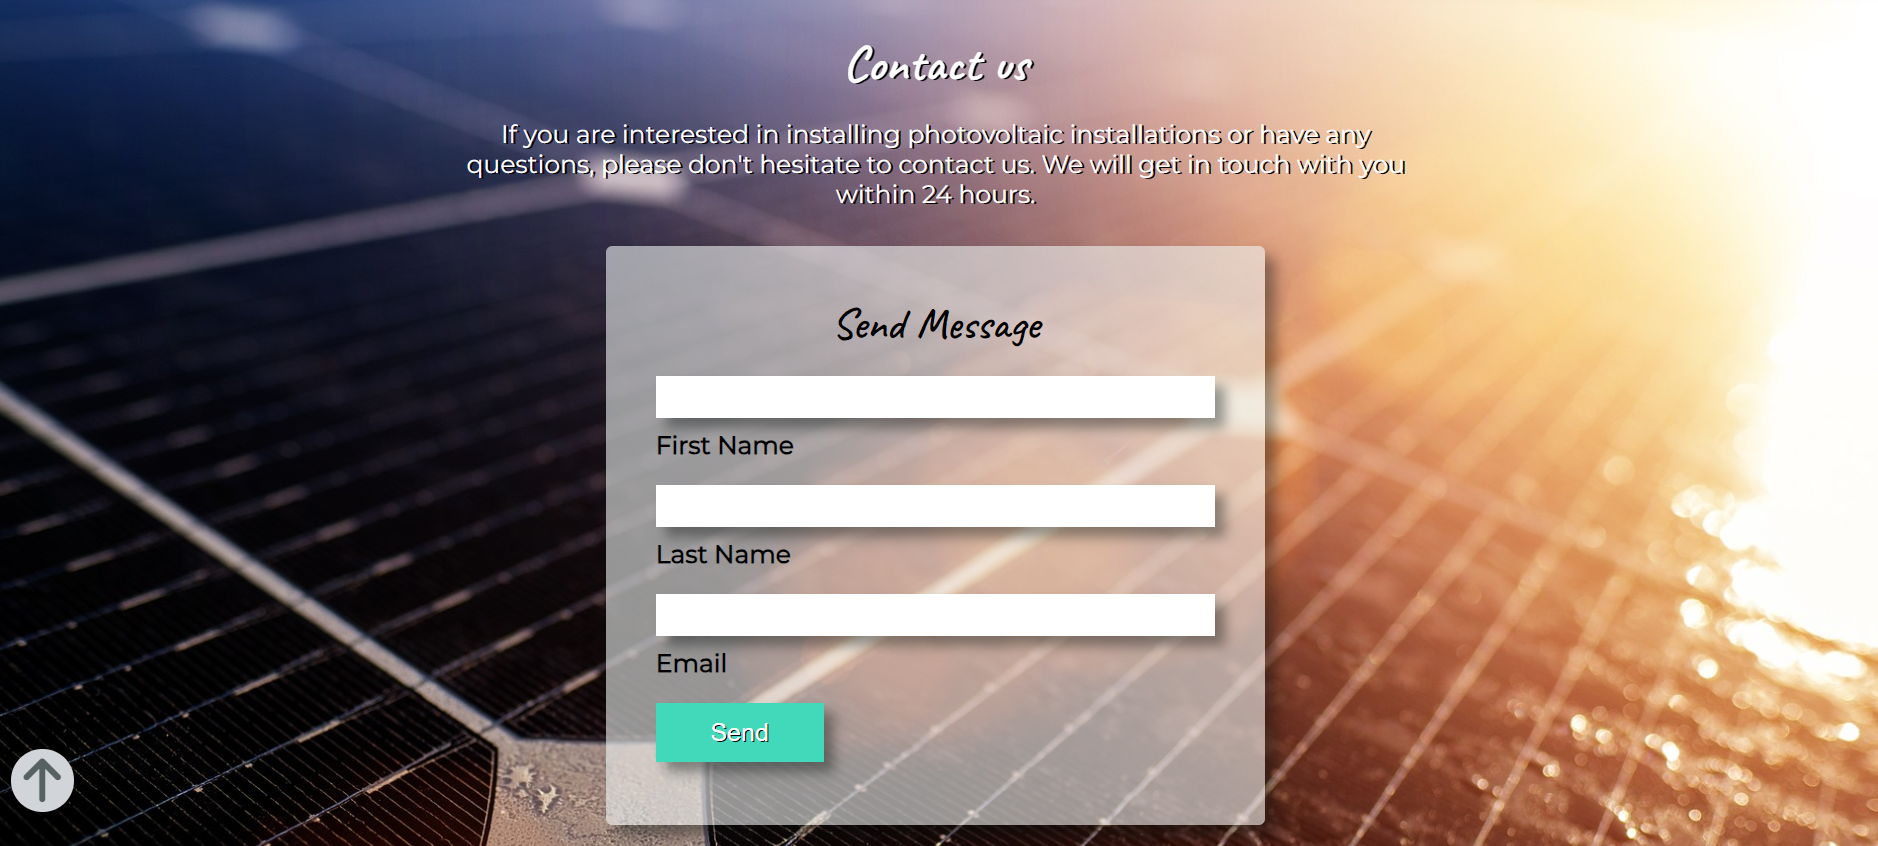 Contact us
If you are interested in installing photovoltaic installations or have any
questions, please don't hesitate to contact us. We will get in touch with you
within 24 hours.
Send Message
First Name
Last Name
Email
Send